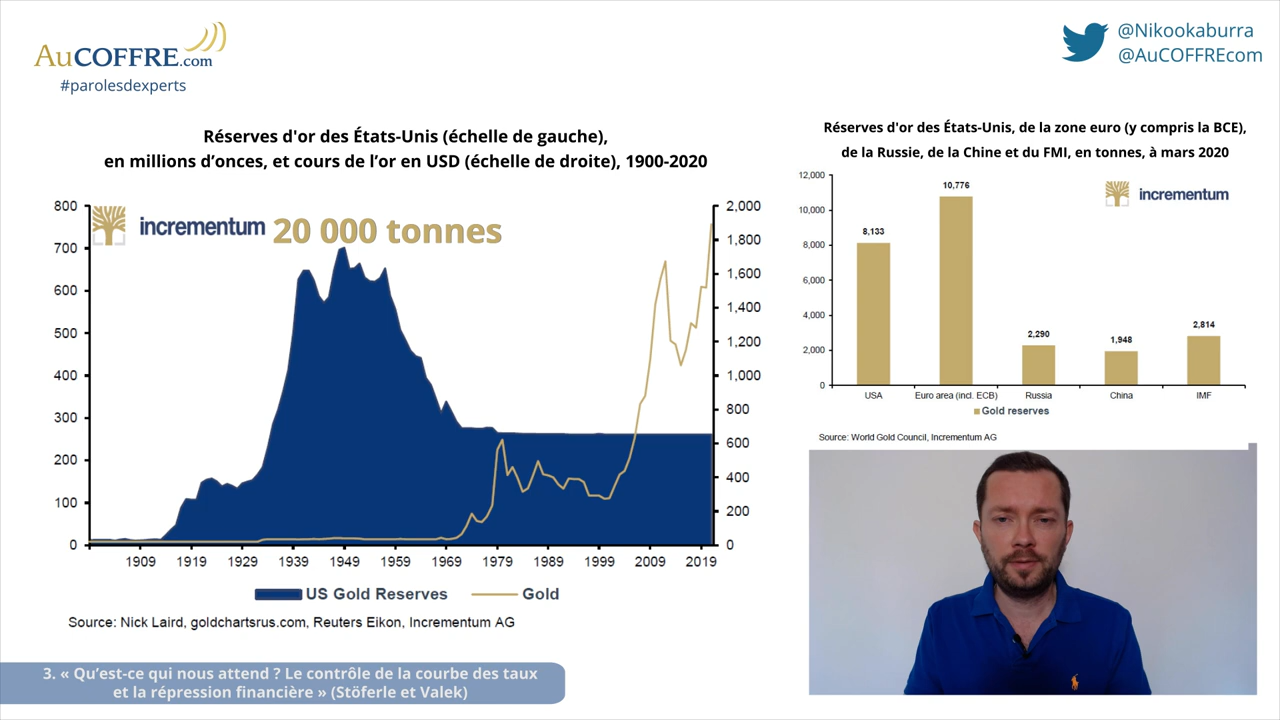 AuCOFFRE.com
#parolesdexperts
@Nikookaburra
@AuCOFFREcom
Réserves d'or des États-Unis (échelle de gauche),
en millions d'onces, et cours de l'or en USD (échelle de droite), 1900-2020
incrementum
20 000 tonnes
800
700
600
500
400
300
200
100
0
2,000
1,800
1,600
1,400
1,200
1,000
800
600
400
200
0
1909 1919 1929 1939 1949 1959 1969 1979 1989 1999 2009 2019
US Gold Reserves Gold
Source: Nick Laird, goldchartsrus.com, Reuters Eikon, Incrementum AG
Réserves d'or des États-Unis, de la zone euro (y compris la BCE),
de la Russie, de la Chine et du FMI, en tonnes, à mars 2020
incrementum
12,000
10,000
8,000
6,000
4,000
2,000
0
8,133
10,776
2,290
1,948
2,814
USA Euro area (incl. ECB) Russia China IMF
Gold reserves
Source: World Gold Council, Incrementum AG
3. « Qu'est-ce qui nous attend ? Le contrôle de la courbe des taux
et la répression financière » (Stöferle et Valek)